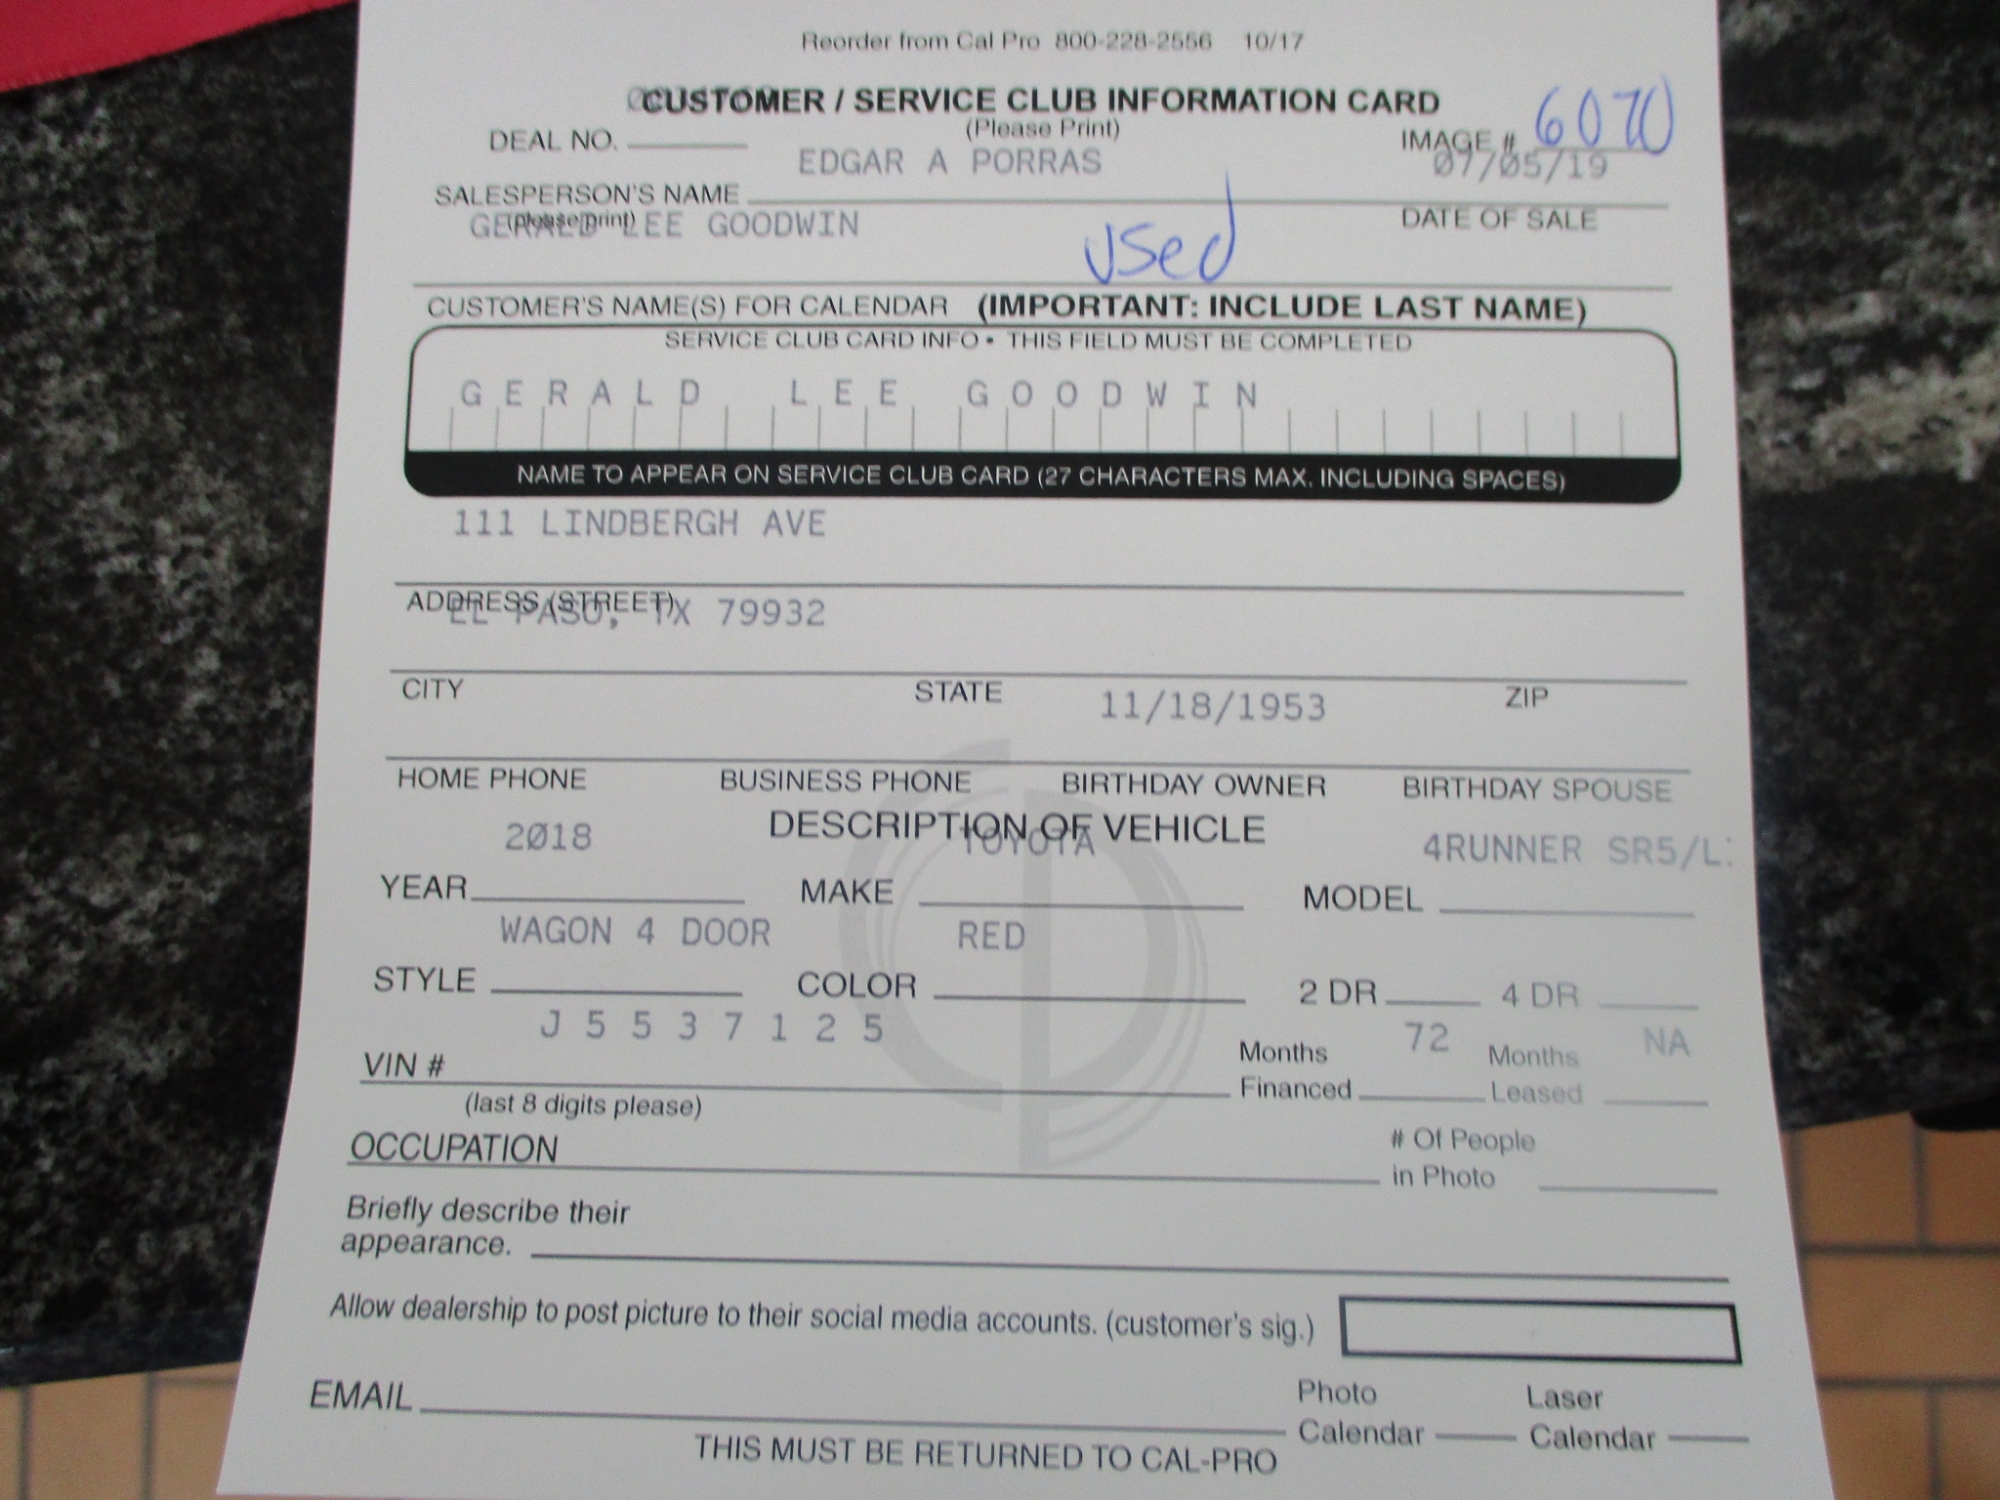 Reorder from Cal Pro 800-228-2556 10/17
CUSTOMER / SERVICE CLUB INFORMATION CARD
(Please Print)
DEAL NO. IMAGE # 6070
EDGAR A PORRAS 07/05/19
SALESPERSON'S NAME
(please print) DATE OF SALE
GERALD LEE GOODWIN used
CUSTOMER'S NAME(S) FOR CALENDAR (IMPORTANT: INCLUDE LAST NAME)
SERVICE CLUB CARD INFO • THIS FIELD MUST BE COMPLETED
GERALD LEE GOODWIN
NAME TO APPEAR ON SERVICE CLUB CARD (27 CHARACTERS MAX. INCLUDING SPACES)
111 LINDBERGH AVE
ADDRESS (STREET)
EL PASO, TX 79932
CITY STATE ZIP
11/18/1953
HOME PHONE BUSINESS PHONE BIRTHDAY OWNER BIRTHDAY SPOUSE
DESCRIPTION OF VEHICLE
2018 TOYOTA 4RUNNER SR5/L
YEAR MAKE MODEL
WAGON 4 DOOR RED
STYLE COLOR 2 DR 4 DR
J 5 5 3 7 1 2 5
VIN # Months Financed 72 Months Leased NA
(last 8 digits please)
OCCUPATION # Of People in Photo
Briefly describe their
appearance.
Allow dealership to post picture to their social media accounts. (customer's sig.)
EMAIL Photo Calendar Laser Calendar
THIS MUST BE RETURNED TO CAL-PRO